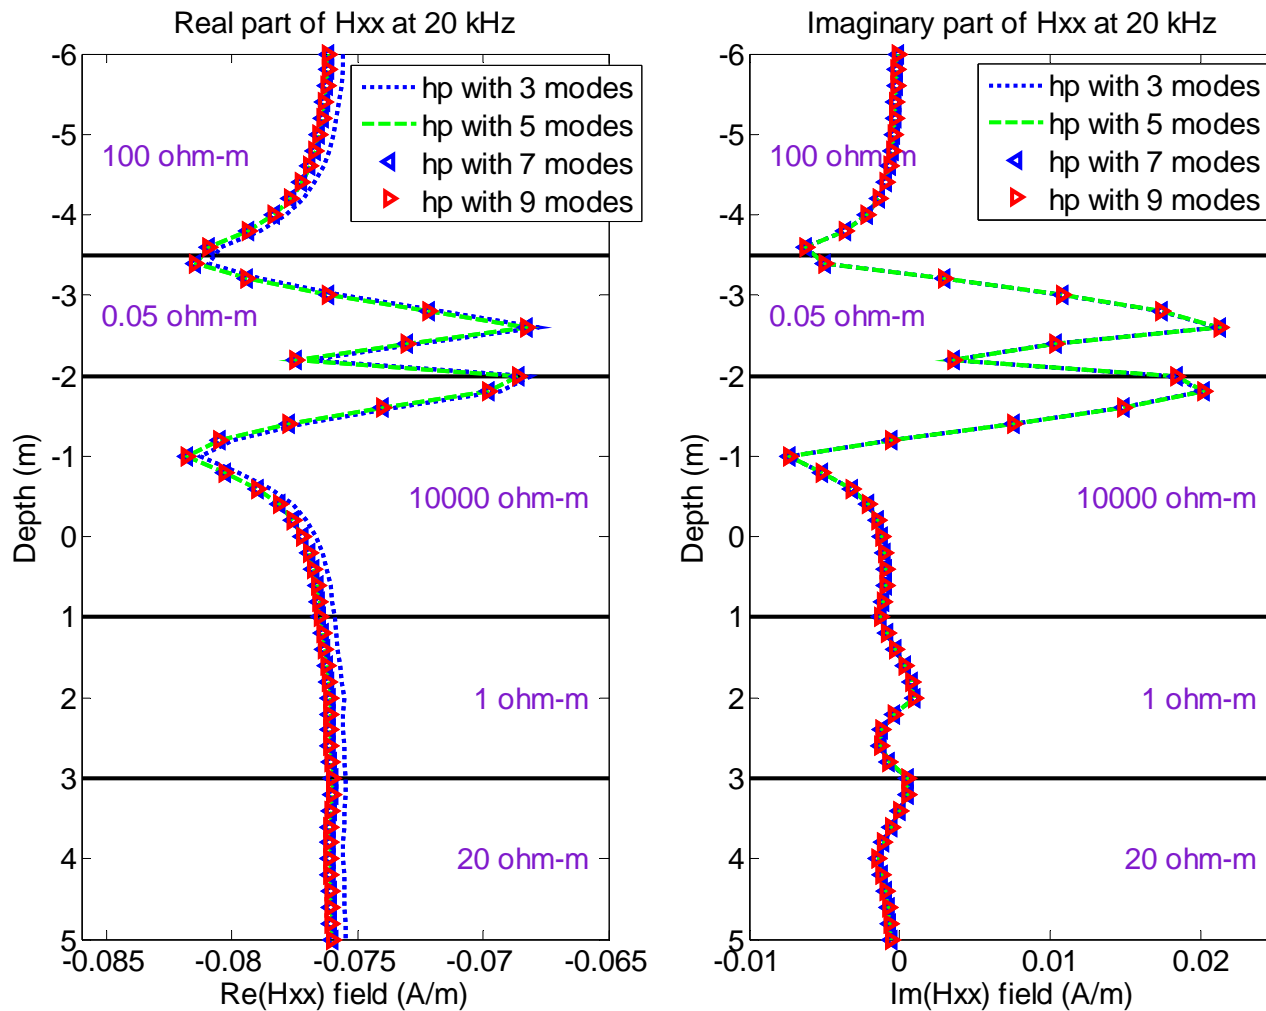 Real part of Hxx at 20 kHz
-6
-5
-4
-3
-2
-1
0
1
2
3
4
5
Depth (m)
hp with 3 modes
hp with 5 modes
hp with 7 modes
hp with 9 modes
100 ohm-m
0.05 ohm-m
10000 ohm-m
1 ohm-m
20 ohm-m
-0.085
-0.08
-0.075
-0.07
-0.065
Re(Hxx) field (A/m)
Imaginary part of Hxx at 20 kHz
-6
-5
-4
-3
-2
-1
0
1
2
3
4
5
Depth (m)
hp with 3 modes
hp with 5 modes
hp with 7 modes
hp with 9 modes
100 ohm-m
0.05 ohm-m
10000 ohm-m
1 ohm-m
20 ohm-m
-0.01
0
0.01
0.02
Im(Hxx) field (A/m)